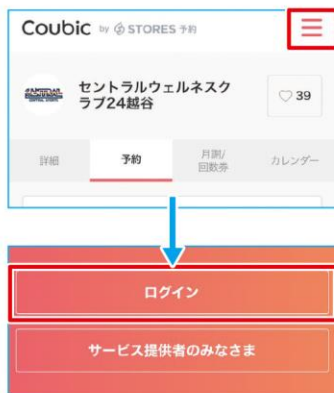 Coubic by STORES 予約
セントラルウェルネスク
ラブ24越谷
♡ 39
詳細
予約
月謝/
回数券
カレンダー
ログイン
サービス提供者のみなさま